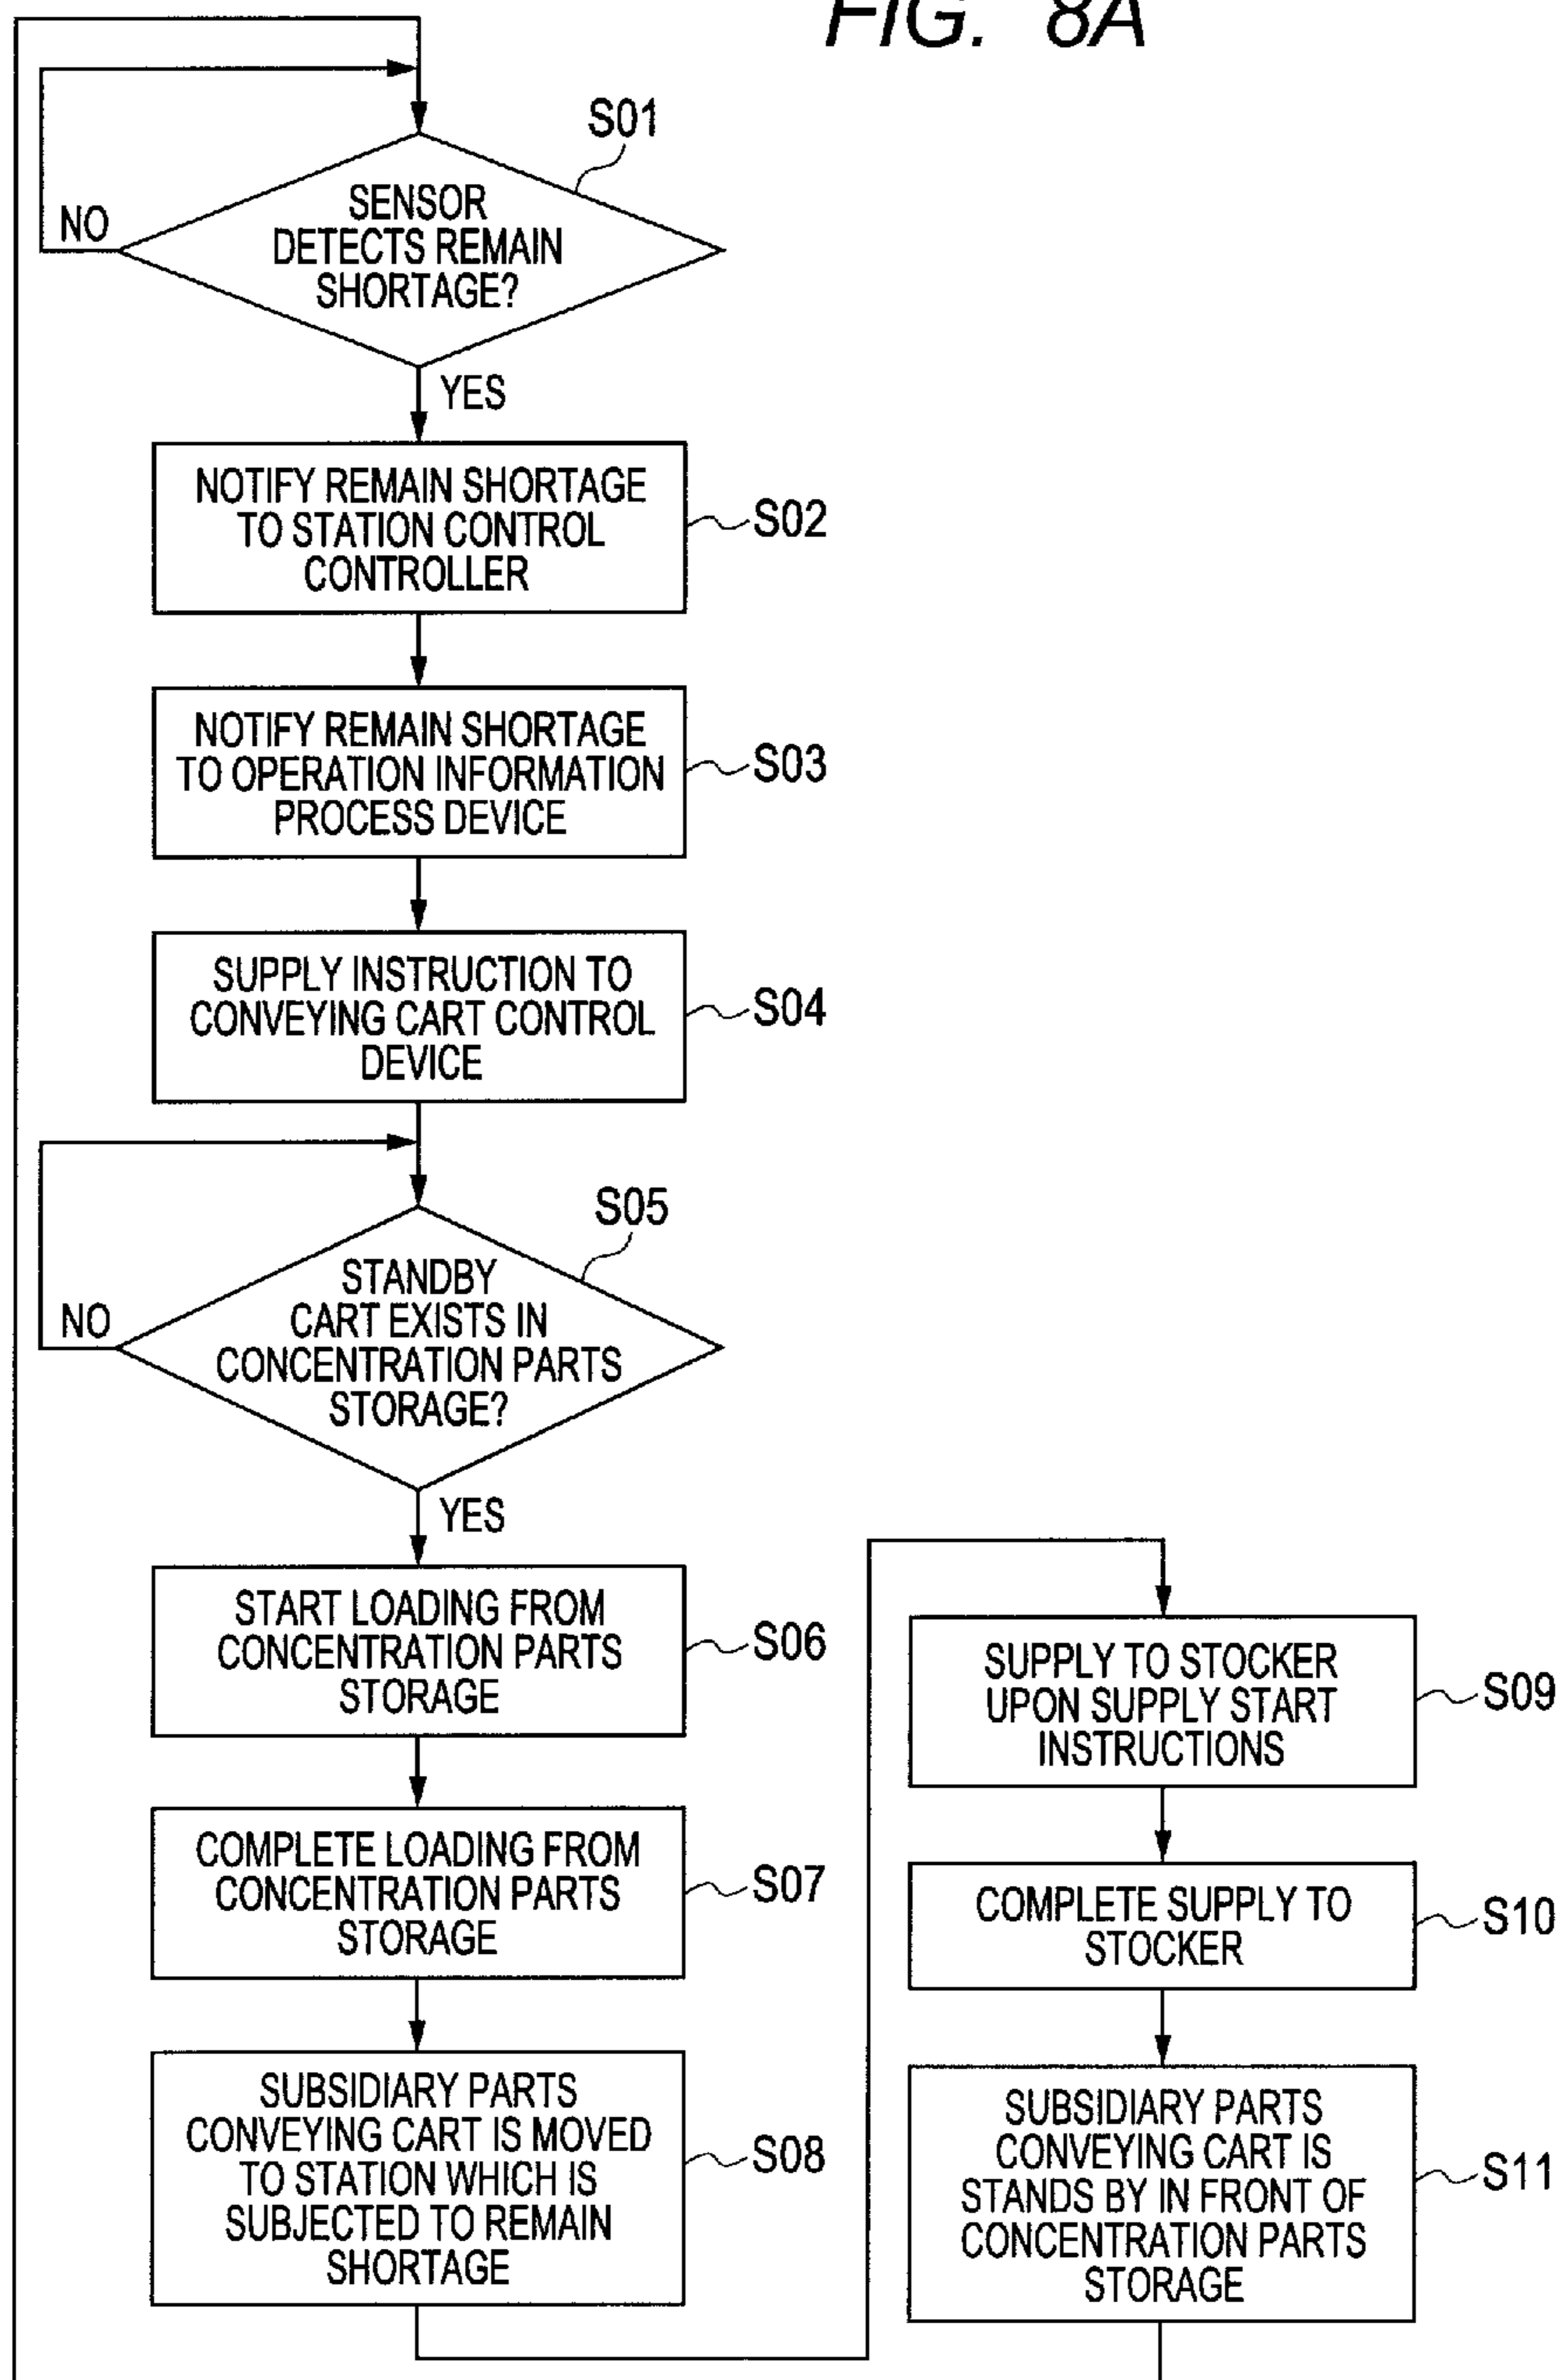 FIG. 8A
S01
SENSOR
DETECTS REMAIN
SHORTAGE?
NO
YES
NOTIFY REMAIN SHORTAGE
TO STATION CONTROL
CONTROLLER
S02
NOTIFY REMAIN SHORTAGE
TO OPERATION INFORMATION
PROCESS DEVICE
S03
SUPPLY INSTRUCTION TO
CONVEYING CART CONTROL
DEVICE
S04
S05
STANDBY
CART EXISTS IN
CONCENTRATION PARTS
STORAGE?
NO
YES
START LOADING FROM
CONCENTRATION PARTS
STORAGE
S06
COMPLETE LOADING FROM
CONCENTRATION PARTS
STORAGE
S07
SUBSIDIARY PARTS
CONVEYING CART IS MOVED
TO STATION WHICH IS
SUBJECTED TO REMAIN
SHORTAGE
S08
SUPPLY TO STOCKER
UPON SUPPLY START
INSTRUCTIONS
S09
COMPLETE SUPPLY TO
STOCKER
S10
SUBSIDIARY PARTS
CONVEYING CART IS
STANDS BY IN FRONT OF
CONCENTRATION PARTS
STORAGE
S11